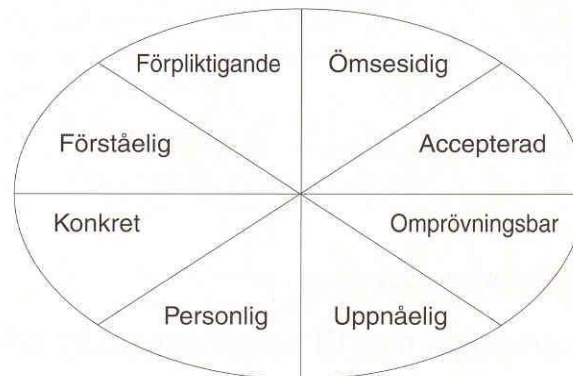 Förpliktigande
Ömsesidig
Förståelig
Accepterad
Konkret
Omprövningsbar
Personlig
Uppnåelig